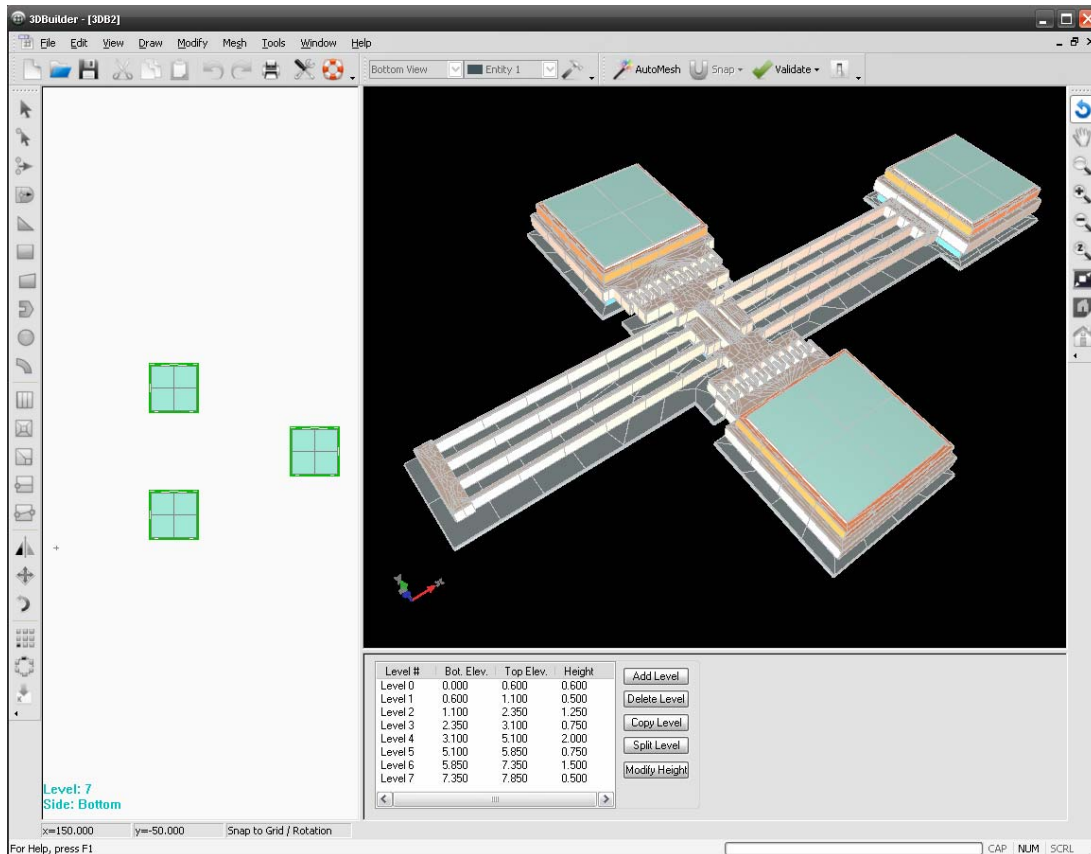 3DBuilder - [3DB2]
File Edit View Draw Modify Mesh Tools Window Help
Bottom View Entity 1 AutoMesh Snap Validate
Level # Bot. Elev. Top Elev. Height
Level 0 0.000 0.600 0.600
Level 1 0.600 1.100 0.500
Level 2 1.100 2.350 1.250
Level 3 2.350 3.100 0.750
Level 4 3.100 5.100 2.000
Level 5 5.100 5.850 0.750
Level 6 5.850 7.350 1.500
Level 7 7.350 7.850 0.500
Add Level
Delete Level
Copy Level
Split Level
Modify Height
Level: 7
Side: Bottom
x=150.000 y=-50.000 Snap to Grid / Rotation
For Help, press F1 CAP NUM SCRL